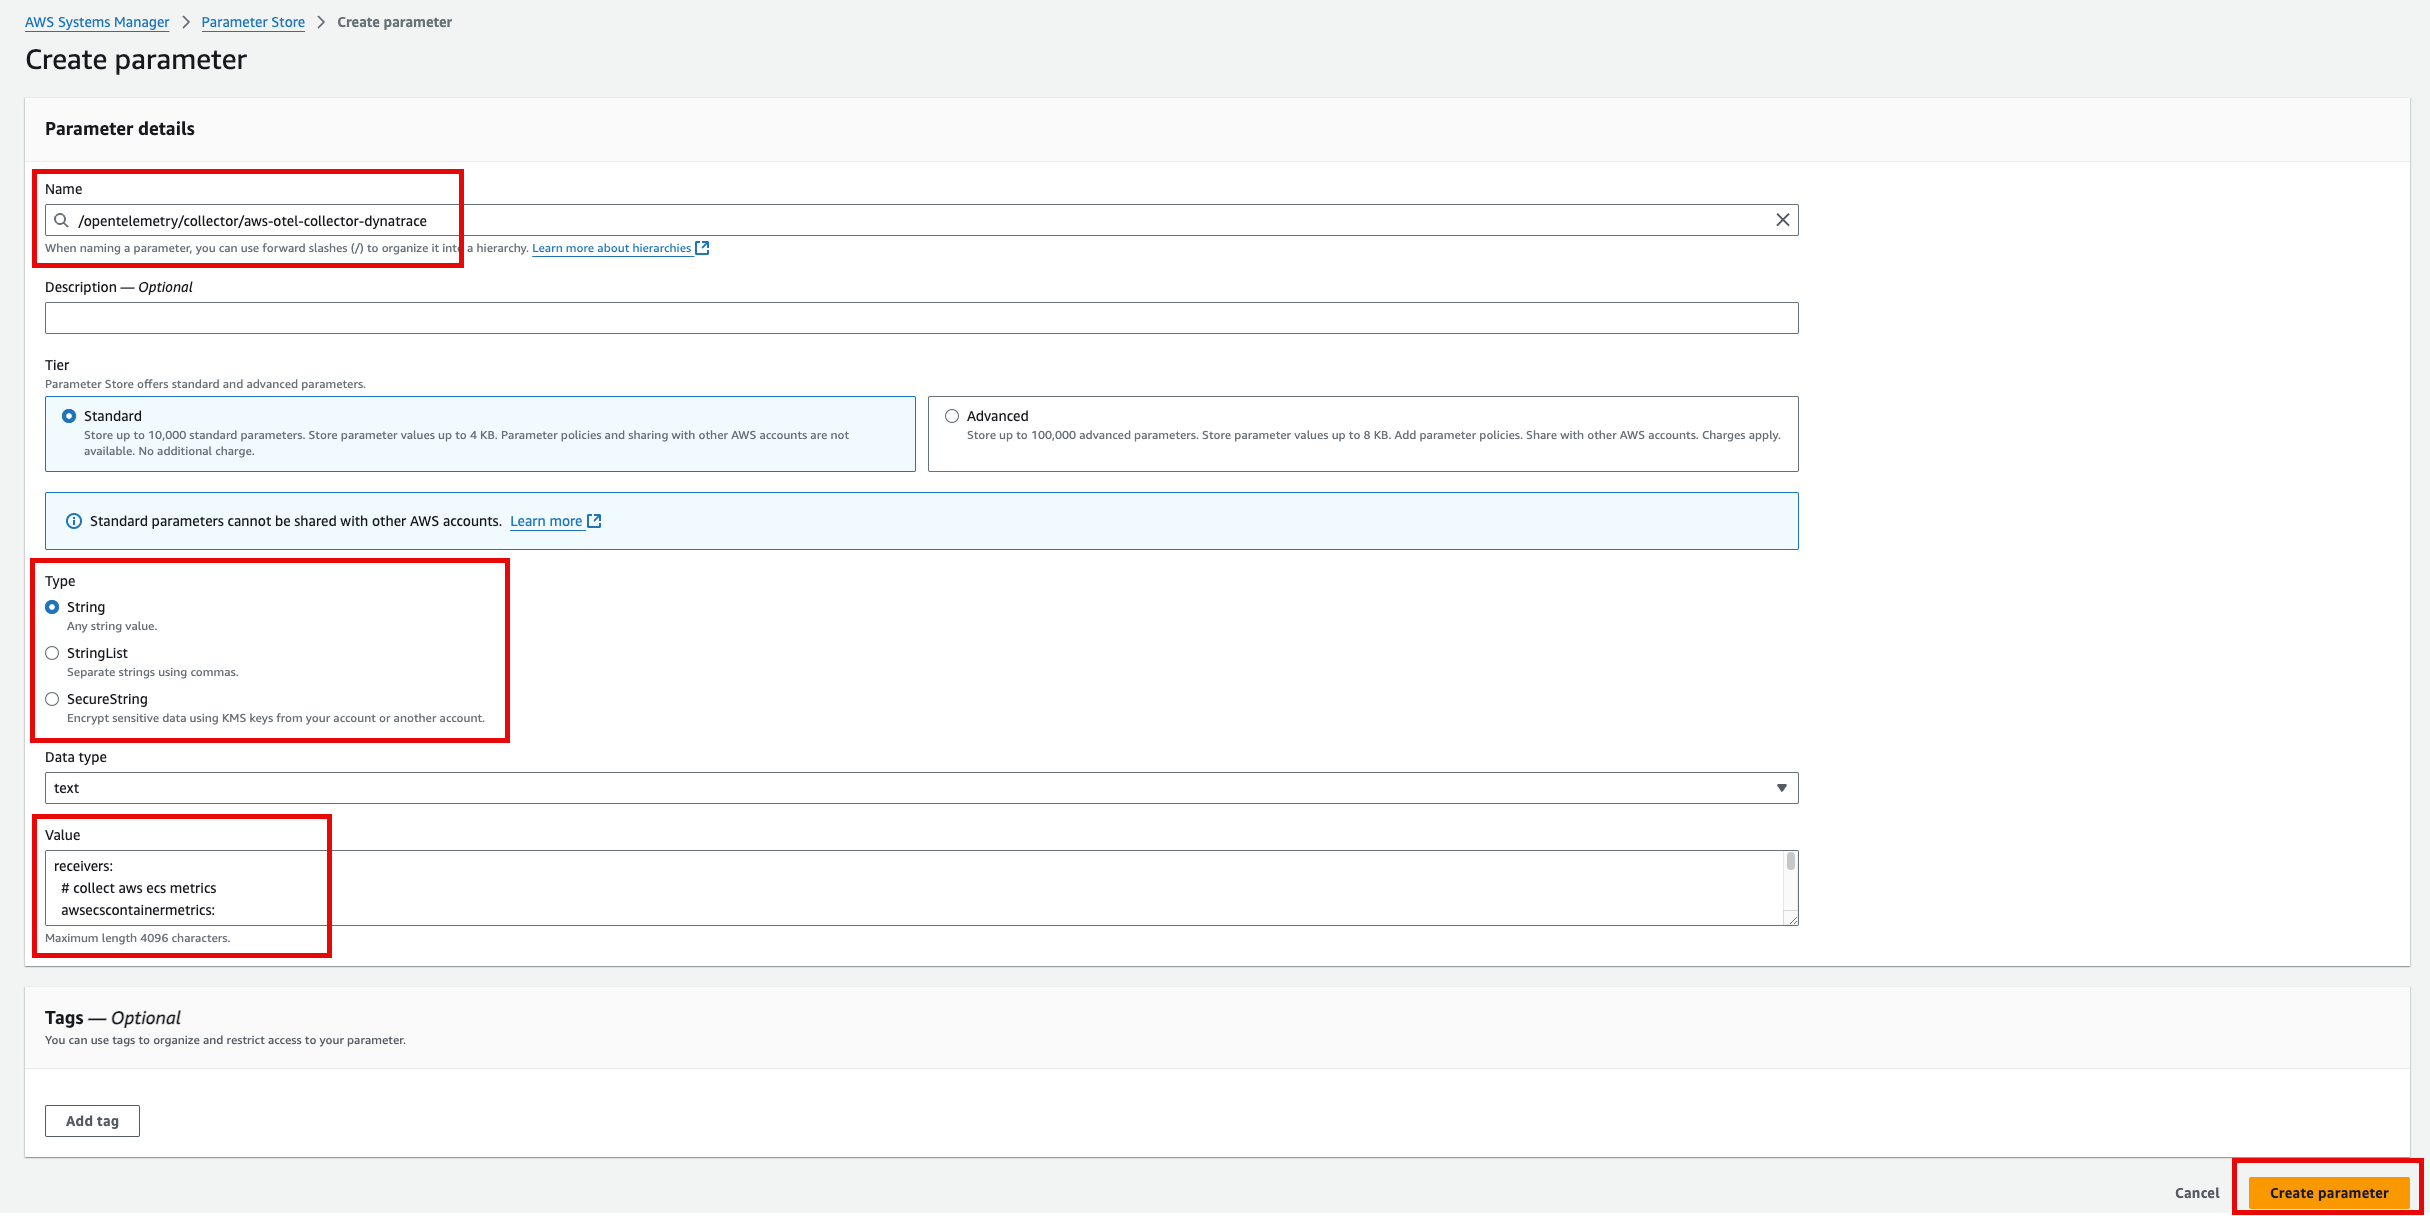 AWS Systems Manager > Parameter Store > Create parameter
Create parameter
Parameter details
Name
/opentelemetry/collector/aws-otel-collector-dynatrace
When naming a parameter, you can use forward slashes (/) to organize it into a hierarchy. Learn more about hierarchies
Description — Optional
Tier
Parameter Store offers standard and advanced parameters.
Standard
Store up to 10,000 standard parameters. Store parameter values up to 4 KB. Parameter policies and sharing with other AWS accounts are not
available. No additional charge.
Advanced
Store up to 100,000 advanced parameters. Store parameter values up to 8 KB. Add parameter policies. Share with other AWS accounts. Charges apply.
Standard parameters cannot be shared with other AWS accounts. Learn more
Type
String
Any string value.
StringList
Separate strings using commas.
SecureString
Encrypt sensitive data using KMS keys from your account or another account.
Data type
text
Value
receivers:
# collect aws ecs metrics
awsecscontainermetrics:
Maximum length 4096 characters.
Tags — Optional
You can use tags to organize and restrict access to your parameter.
Add tag
Cancel
Create parameter